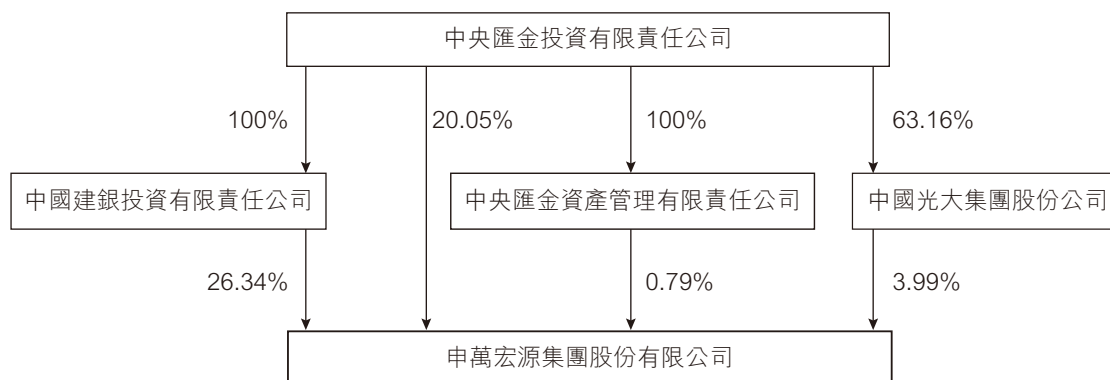 中央匯金投資有限責任公司
100%
20.05%
100%
63.16%
中國建銀投資有限責任公司
中央匯金資產管理有限責任公司
中國光大集團股份公司
26.34%
0.79%
3.99%
申萬宏源集團股份有限公司